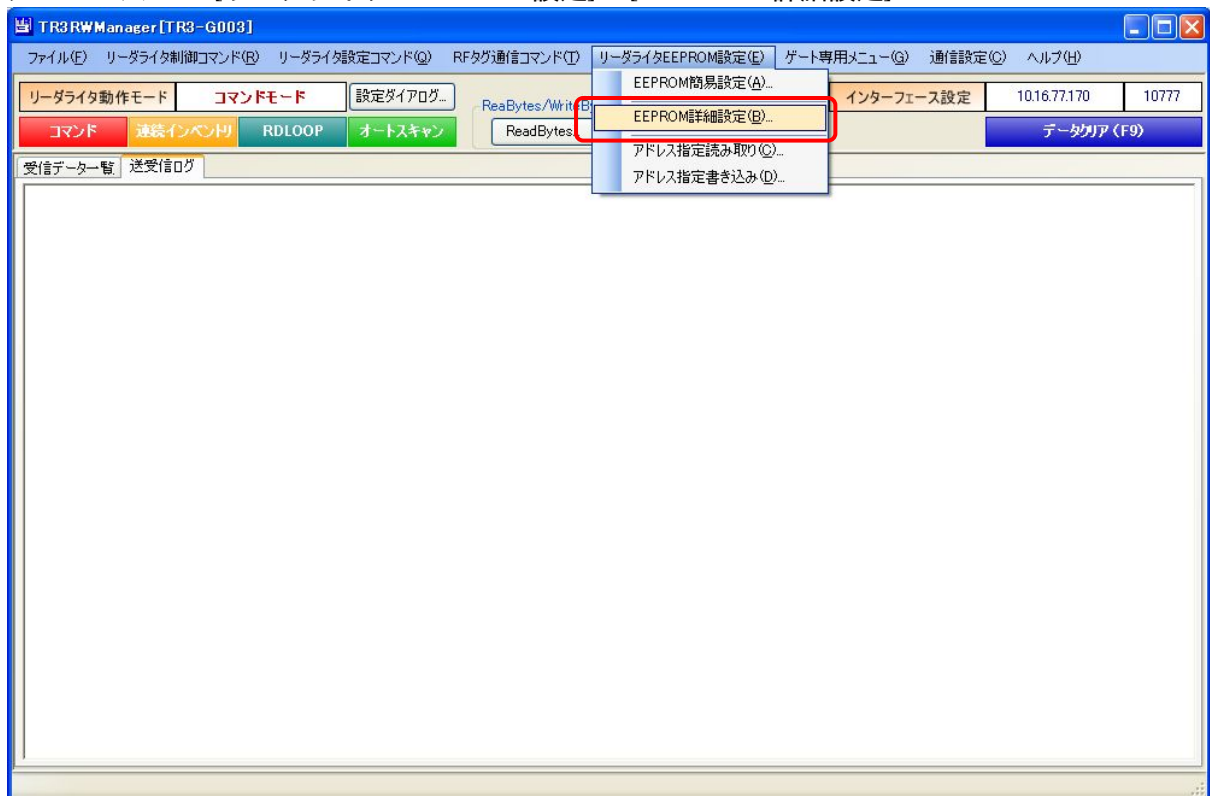 TR3RWManager[TR3-G003]
ファイル(F) リーダライタ制御コマンド(R) リーダライタ設定コマンド(Q) RFタグ通信コマンド(T) リーダライタEEPROM設定(E) ゲート専用メニュー(G) 通信設定(C) ヘルプ(H)
EEPROM簡易設定(A)...
EEPROM詳細設定(B)...
アドレス指定読み取り(C)...
アドレス指定書き込み(D)...
リーダライタ動作モード コマンドモード 設定ダイアログ... ReaBytes/WriteB インターフェース設定 10.16.77.170 10777
コマンド 連続インベントリ RDLOOP オートスキャン ReadBytes. データクリア (F9)
受信データ一覧 送受信ログ